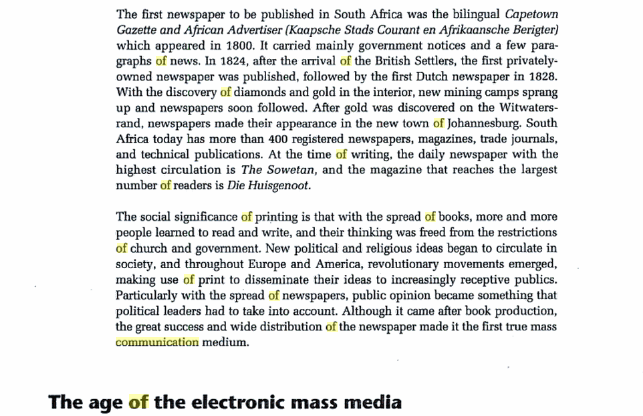 The first newspaper to be published in South Africa was the bilingual Capetown
Gazette and African Advertiser (Kaapsche Stads Courant en Afrikaansche Berigter)
which appeared in 1800. It carried mainly government notices and a few para-
graphs of news. In 1824, after the arrival of the British Settlers, the first privately-
owned newspaper was published, followed by the first Dutch newspaper in 1828.
With the discovery of diamonds and gold in the interior, new mining camps sprang
up and newspapers soon followed. After gold was discovered on the Witwaters-
rand, newspapers made their appearance in the new town of Johannesburg. South
Africa today has more than 400 registered newspapers, magazines, trade journals,
and technical publications. At the time of writing, the daily newspaper with the
highest circulation is The Sowetan, and the magazine that reaches the largest
number of readers is Die Huisgenoot.
The social significance of printing is that with the spread of books, more and more
people learned to read and write, and their thinking was freed from the restrictions
of church and government. New political and religious ideas began to circulate in
society, and throughout Europe and America, revolutionary movements emerged,
making use of print to disseminate their ideas to increasingly receptive publics.
Particularly with the spread of newspapers, public opinion became something that
political leaders had to take into account. Although it came after book production,
the great success and wide distribution of the newspaper made it the first true mass
communication medium.
The age of the electronic mass media